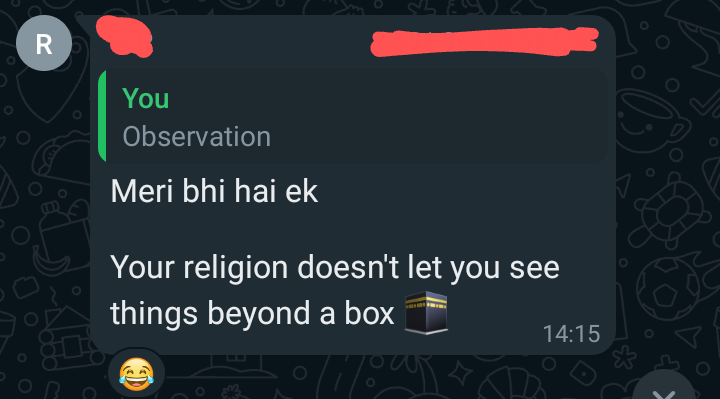 R
You
Observation
Meri bhi hai ek
Your religion doesn't let you see
things beyond a box 🕋
14:15
😂